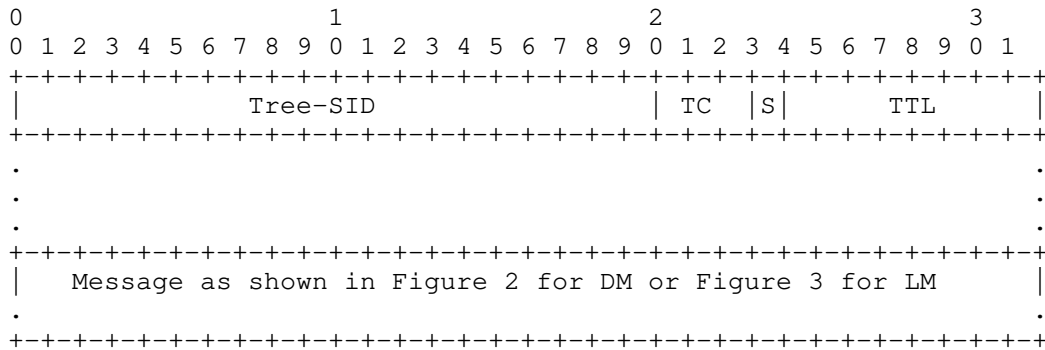 0                   1                   2                   3
0 1 2 3 4 5 6 7 8 9 0 1 2 3 4 5 6 7 8 9 0 1 2 3 4 5 6 7 8 9 0 1
+-+-+-+-+-+-+-+-+-+-+-+-+-+-+-+-+-+-+-+-+-+-+-+-+-+-+-+-+-+-+-+-+
|              Tree-SID                 | TC  |S|      TTL      |
+-+-+-+-+-+-+-+-+-+-+-+-+-+-+-+-+-+-+-+-+-+-+-+-+-+-+-+-+-+-+-+-+
.                                                               .
.                                                               .
.                                                               .
+-+-+-+-+-+-+-+-+-+-+-+-+-+-+-+-+-+-+-+-+-+-+-+-+-+-+-+-+-+-+-+-+
|   Message as shown in Figure 2 for DM or Figure 3 for LM      |
.                                                               .
+-+-+-+-+-+-+-+-+-+-+-+-+-+-+-+-+-+-+-+-+-+-+-+-+-+-+-+-+-+-+-+-+